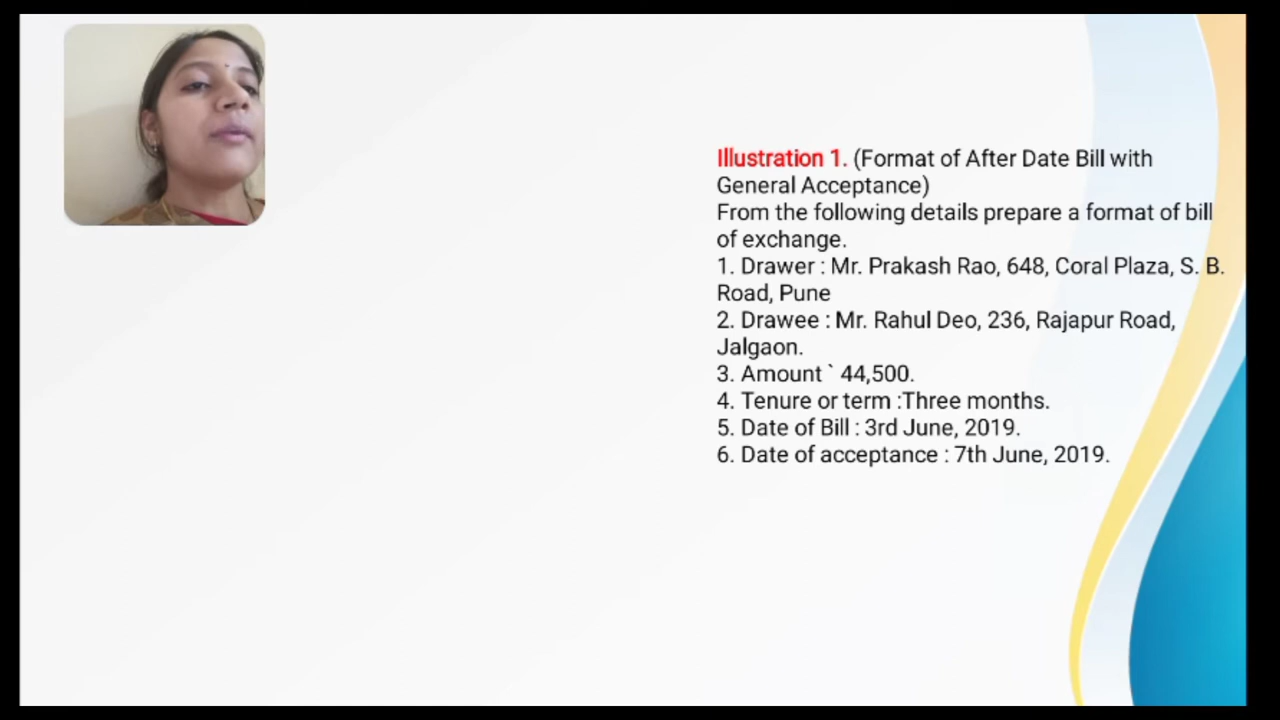 Illustration 1. (Format of After Date Bill with
General Acceptance)
From the following details prepare a format of bill
of exchange.
1. Drawer : Mr. Prakash Rao, 648, Coral Plaza, S. B.
Road, Pune
2. Drawee : Mr. Rahul Deo, 236, Rajapur Road,
Jalgaon.
3. Amount ` 44,500.
4. Tenure or term :Three months.
5. Date of Bill : 3rd June, 2019.
6. Date of acceptance : 7th June, 2019.